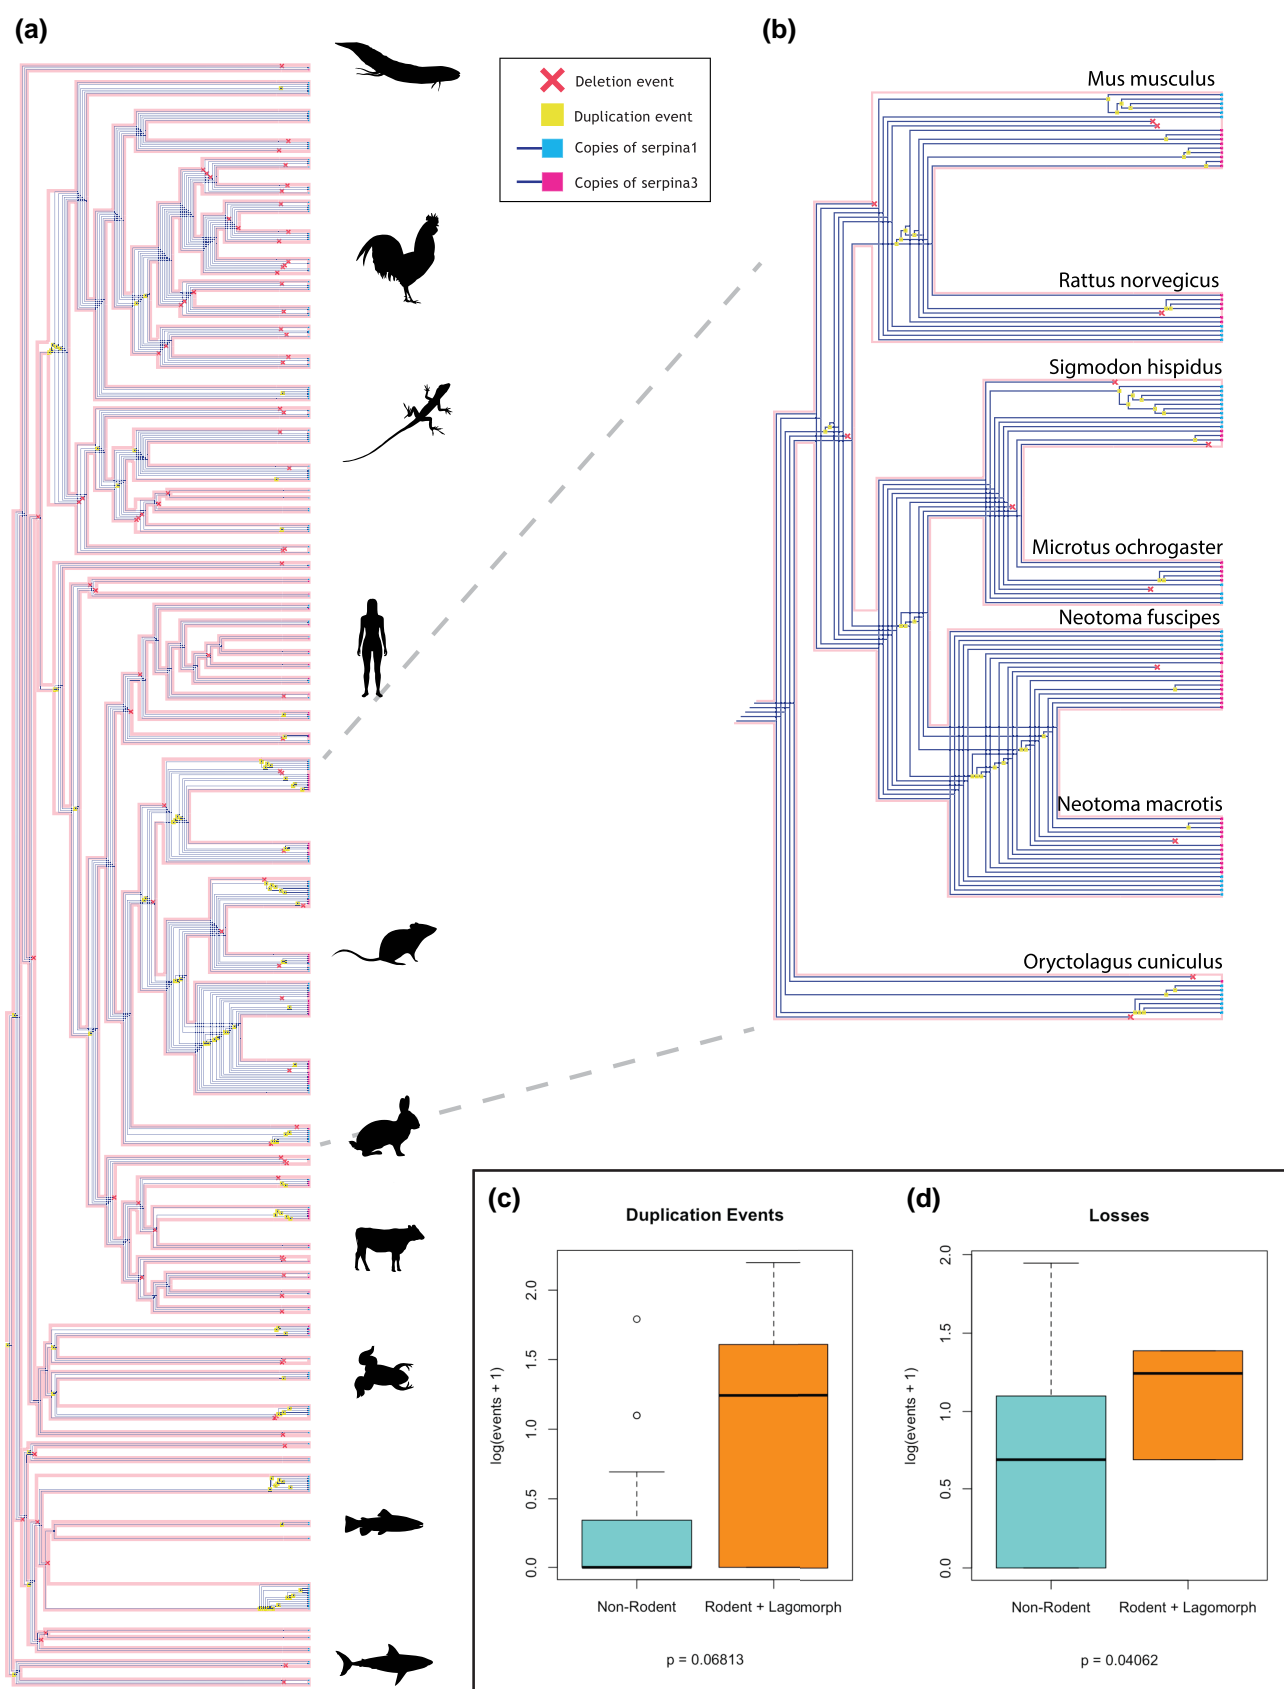 (a)
(b)
Deletion event
Duplication event
Copies of serpina1
Copies of serpina3
Mus musculus
Rattus norvegicus
Sigmodon hispidus
Microtus ochrogaster
Neotoma fuscipes
Neotoma macrotis
Oryctolagus cuniculus
(c)
Duplication Events
log(events + 1)
2.0
1.5
1.0
0.5
0.0
Non-Rodent
Rodent + Lagomorph
p = 0.06813
(d)
Losses
log(events + 1)
2.0
1.5
1.0
0.5
0.0
Non-Rodent
Rodent + Lagomorph
p = 0.04062